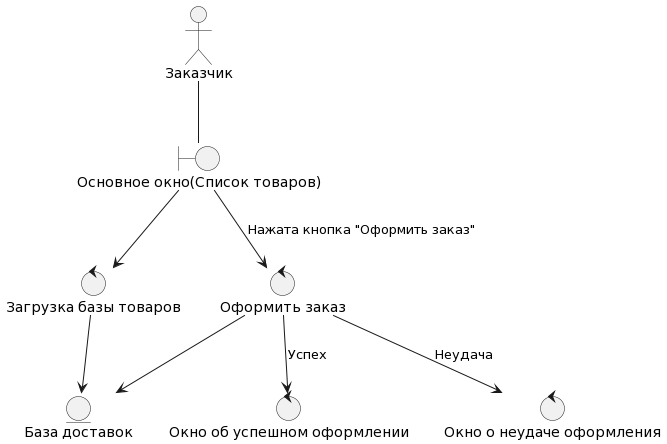 Заказчик
Основное окно(Список товаров)
Нажата кнопка "Оформить заказ"
Загрузка базы товаров
Оформить заказ
Успех
Неудача
База доставок
Окно об успешном оформлении
Окно о неудаче оформления